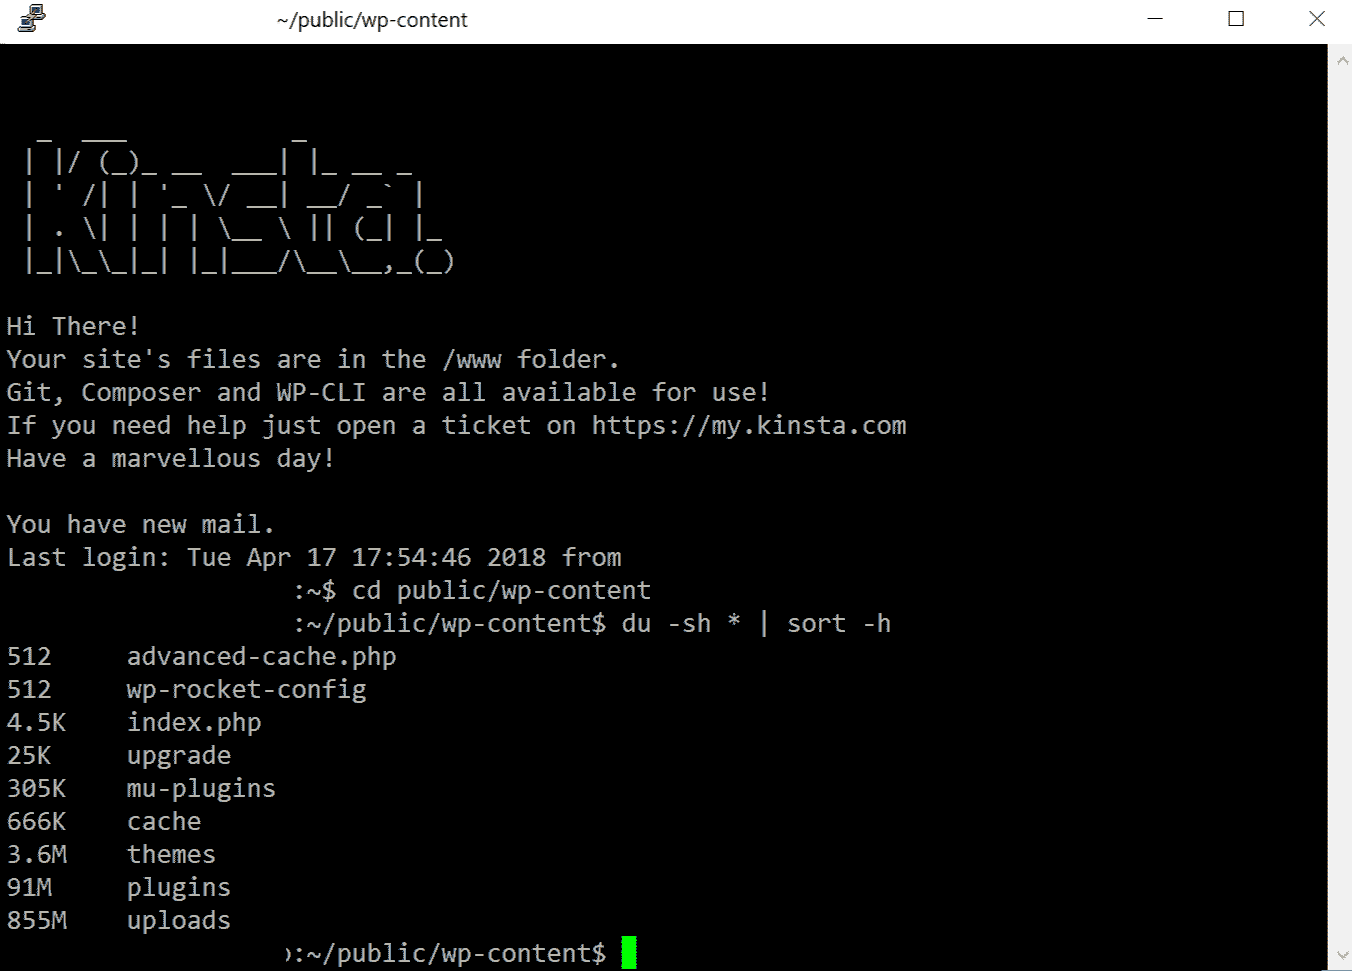 ~/public/wp-content
Kinsta.
Hi There!
Your site's files are in the /www folder.
Git, Composer and WP-CLI are all available for use!
If you need help just open a ticket on https://my.kinsta.com
Have a marvellous day!
You have new mail.
Last login: Tue Apr 17 17:54:46 2018 from
:~$ cd public/wp-content
:~/public/wp-content$ du -sh * | sort -h
512 advanced-cache.php
512 wp-rocket-config
4.5K index.php
25K upgrade
305K mu-plugins
666K cache
3.6M themes
91M plugins
855M uploads
:~/public/wp-content$